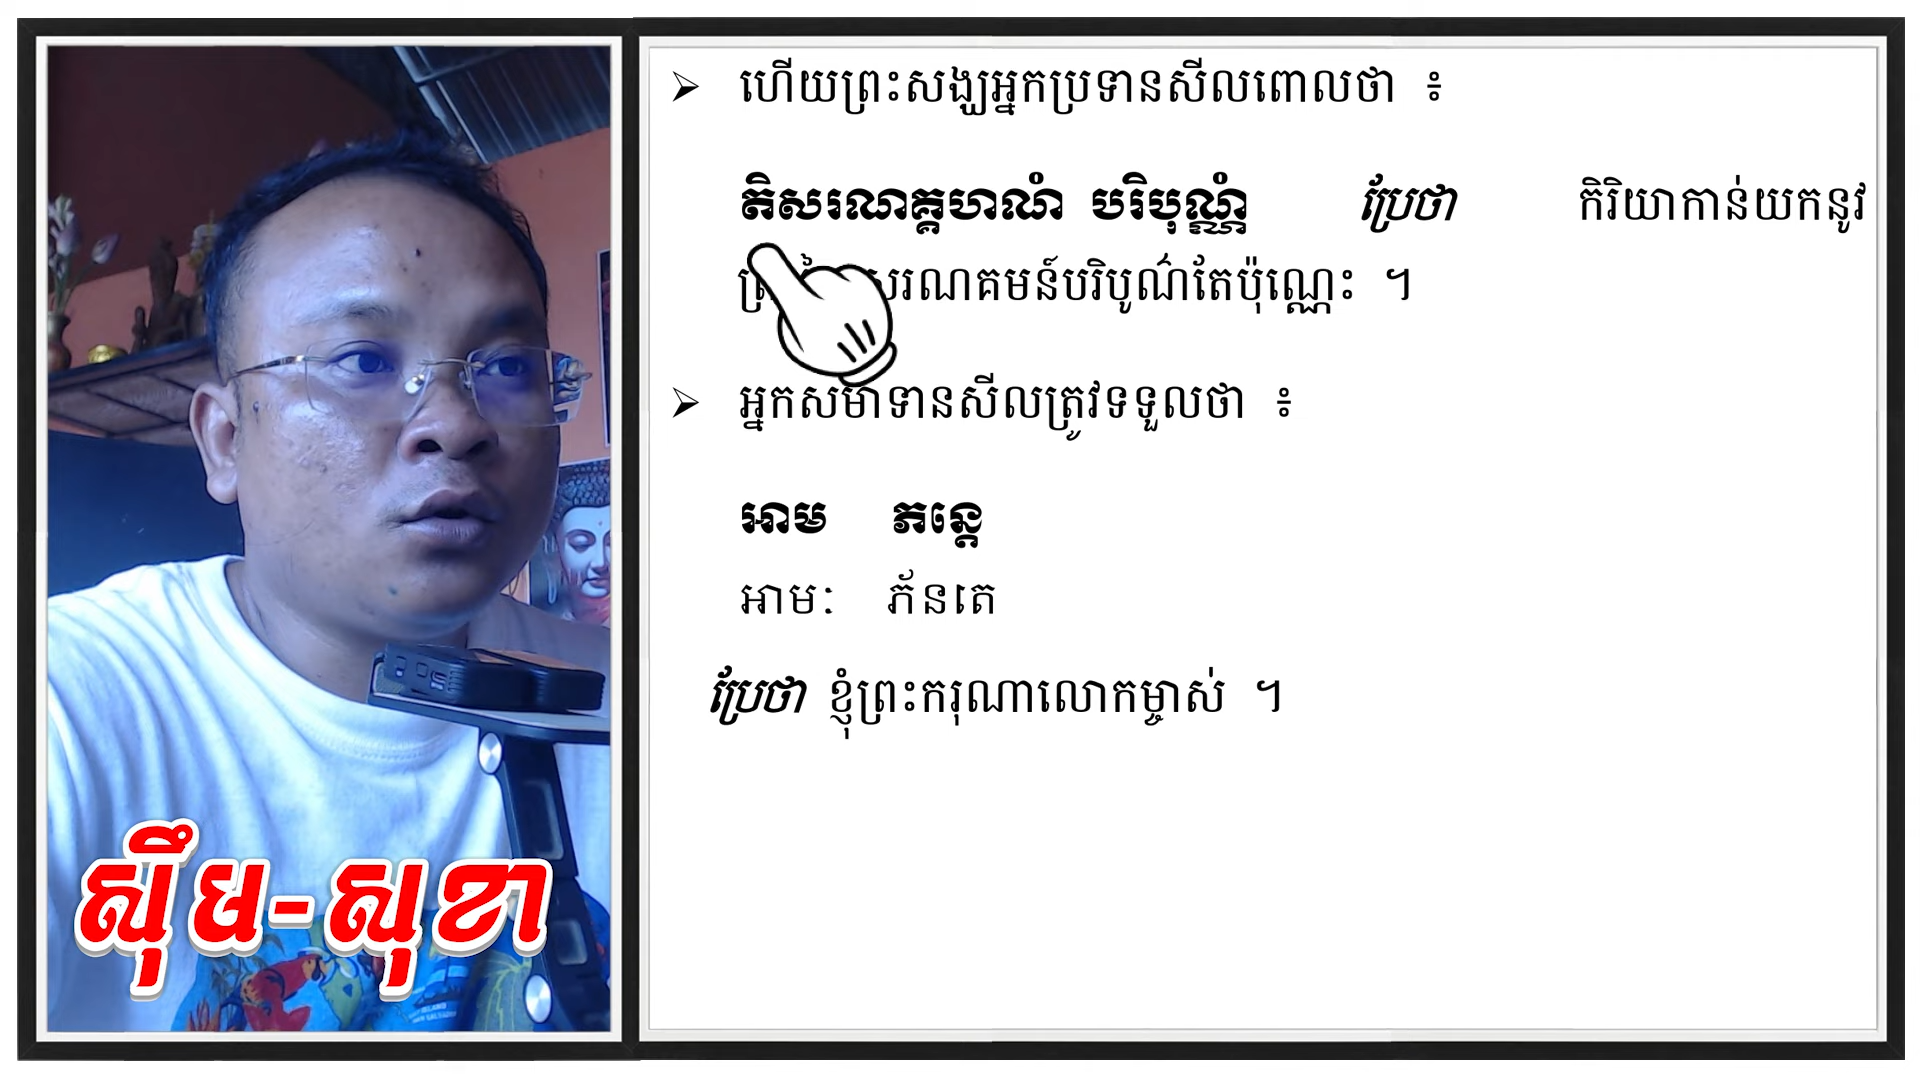 ហើយព្រះសង្ឃអ្នកប្រទានសីលពោលថា ៖
តិសរណគ្គហណំ បរិបុណ្ណំ ប្រែថា កិរិយាកាន់យកនូវ
សរណគមន៍បរិបូណ៌តែប៉ុណ្ណេះ ។
អ្នកសមាទានសីលត្រូវទទួលថា ៖
អាម ភន្តេ
អាមៈ ភ័នតេ
ប្រែថា ខ្ញុំព្រះករុណាលោកម្ចាស់ ។
ស៊ឹម-សុខា